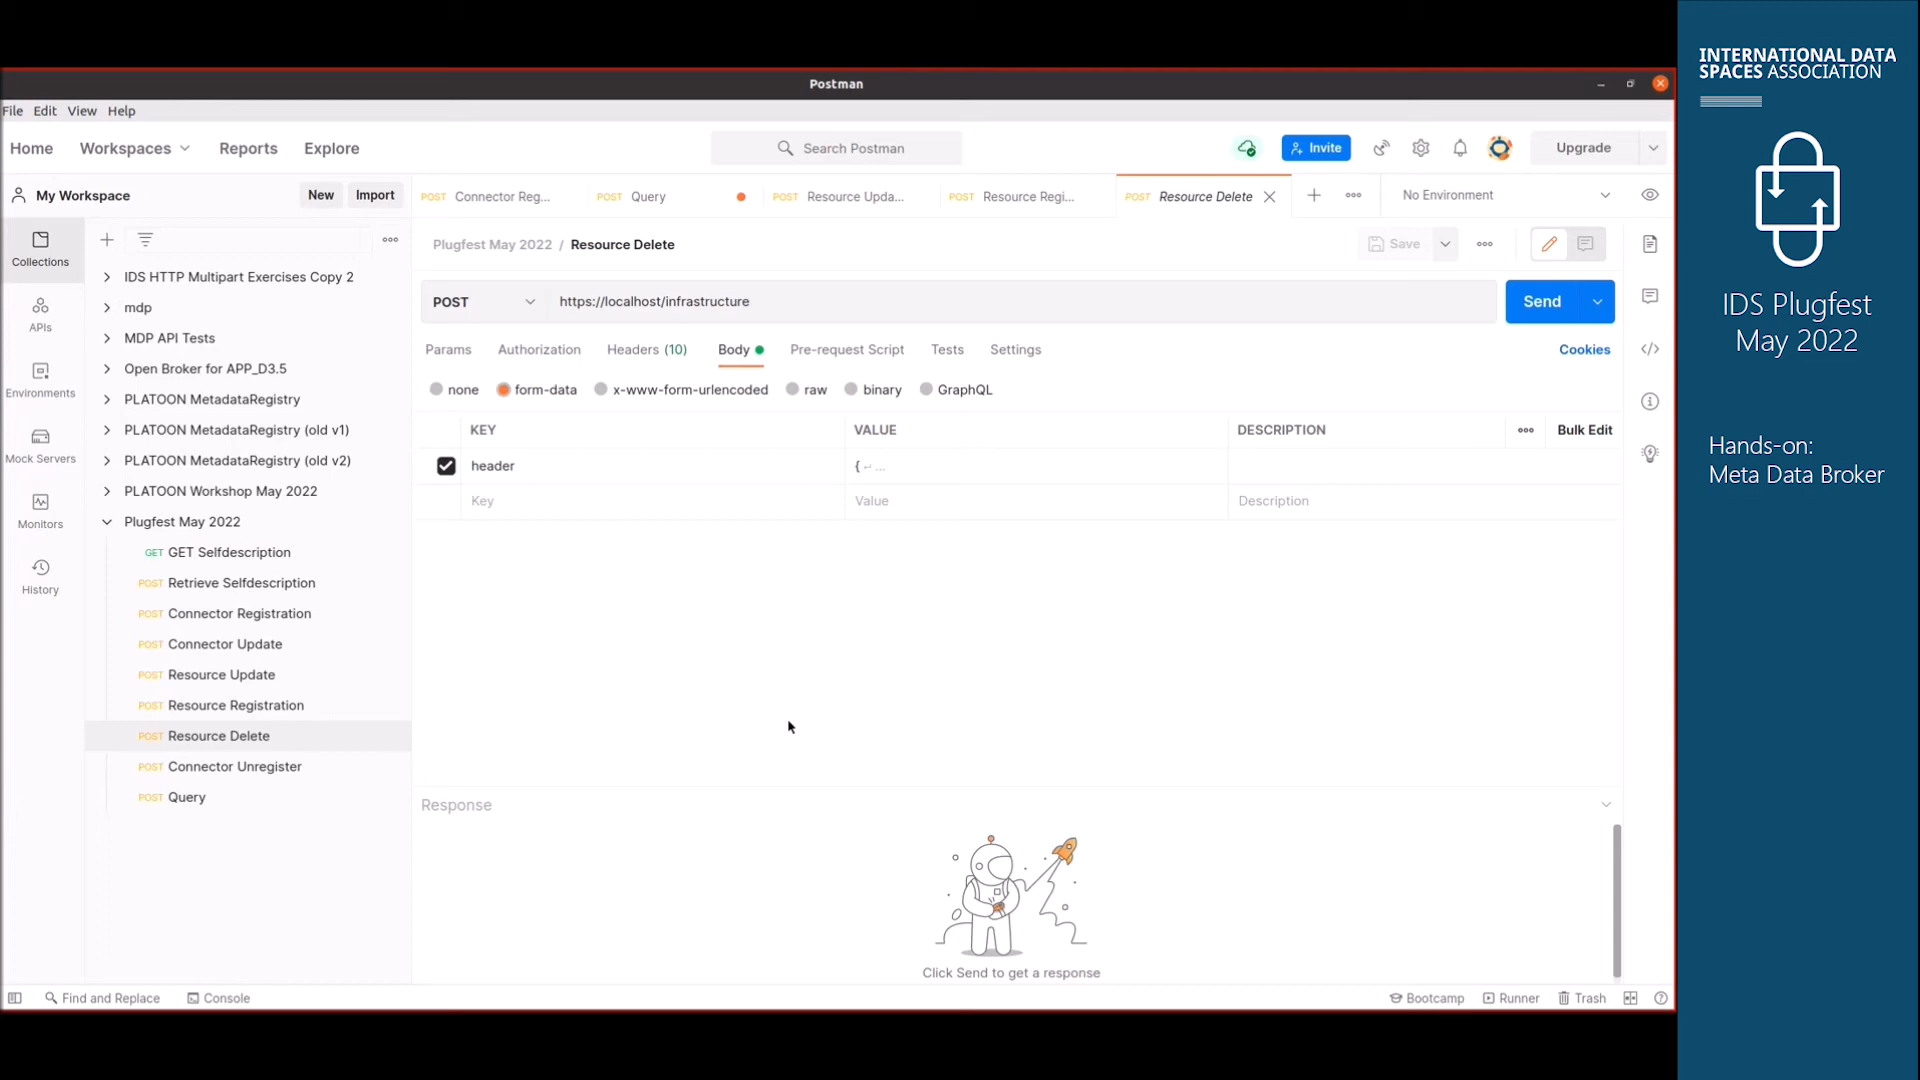 Postman
File Edit View Help
Home Workspaces Reports Explore Search Postman Invite Upgrade
My Workspace New Import
POST Connector Reg... POST Query POST Resource Upda... POST Resource Regi... POST Resource Delete No Environment
Collections
APIs
Environments
Mock Servers
Monitors
History
IDS HTTP Multipart Exercises Copy 2
mdp
MDP API Tests
Open Broker for APP_D3.5
PLATOON MetadataRegistry
PLATOON MetadataRegistry (old v1)
PLATOON MetadataRegistry (old v2)
PLATOON Workshop May 2022
Plugfest May 2022
GET GET Selfdescription
POST Retrieve Selfdescription
POST Connector Registration
POST Connector Update
POST Resource Update
POST Resource Registration
POST Resource Delete
POST Connector Unregister
POST Query
Plugfest May 2022 / Resource Delete Save
POST https://localhost/infrastructure Send
Params Authorization Headers (10) Body Pre-request Script Tests Settings Cookies
none form-data x-www-form-urlencoded raw binary GraphQL
KEY VALUE DESCRIPTION Bulk Edit
header { ↵ ...
Key Value Description
Response
Click Send to get a response
Find and Replace Console Bootcamp Runner Trash
INTERNATIONAL DATA
SPACES ASSOCIATION
IDS Plugfest
May 2022
Hands-on:
Meta Data Broker